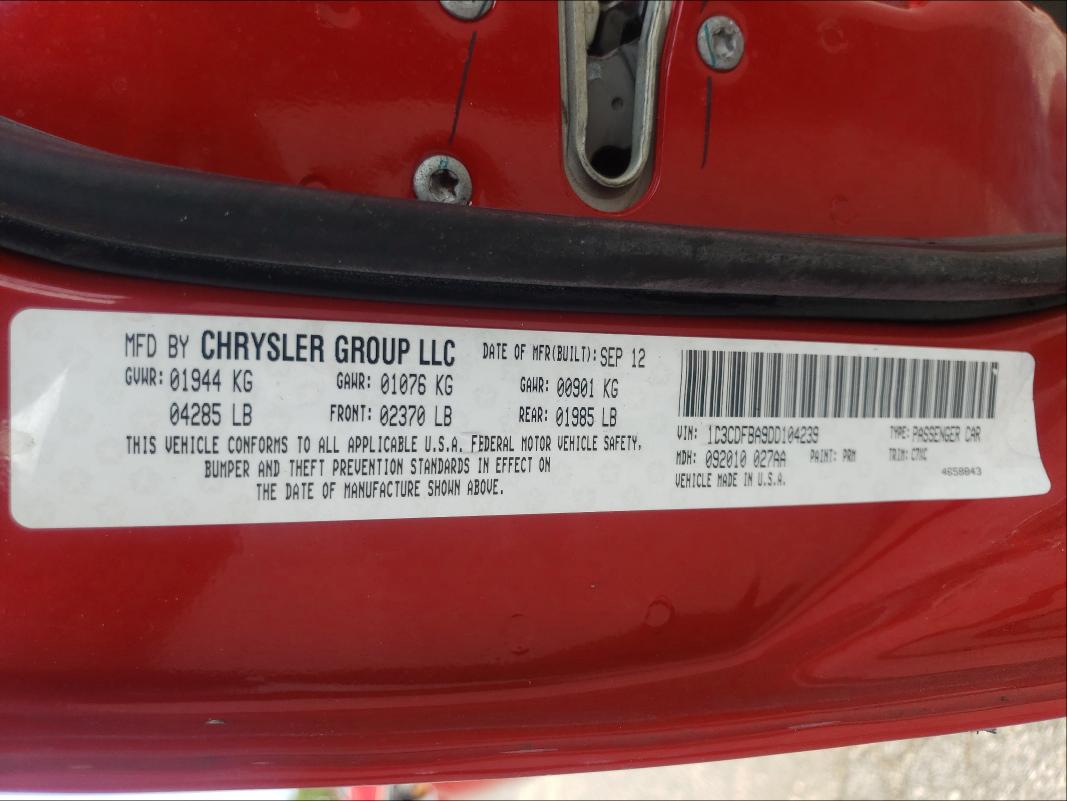 MFD BY CHRYSLER GROUP LLC DATE OF MFR(BUILT): SEP 12
GVWR: 01944 KG GAWR: 01076 KG GAWR: 00901 KG
04285 LB FRONT: 02370 LB REAR: 01985 LB
THIS VEHICLE CONFORMS TO ALL APPLICABLE U.S.A. FEDERAL MOTOR VEHICLE SAFETY,
BUMPER AND THEFT PREVENTION STANDARDS IN EFFECT ON
THE DATE OF MANUFACTURE SHOWN ABOVE.
VIN: 1C3CDFBA9DD104239 TYPE: PASSENGER CAR
MDH: 092010 027AA PAINT: PRM TRIM: C7XC
4658843
VEHICLE MADE IN U.S.A.